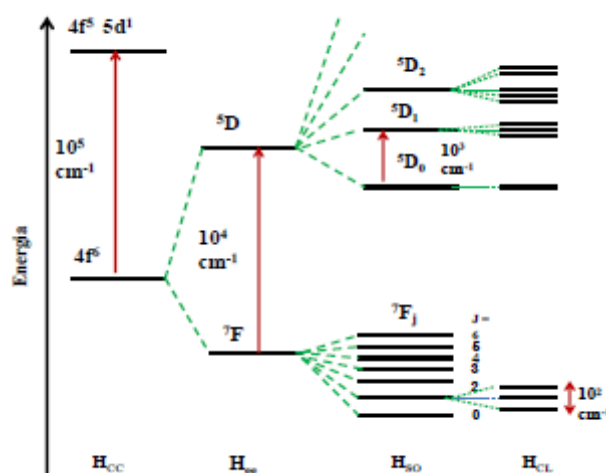 4f⁵ 5d¹
10⁵
cm⁻¹
4f⁶
Energia
⁵D
10⁴
cm⁻¹
⁷F
⁵D₂
⁵D₁
⁵D₀
10³
cm⁻¹
⁷Fⱼ
J =
6
5
4
3
2
0
10²
cm⁻¹
H_CC
H_SO
H_CL